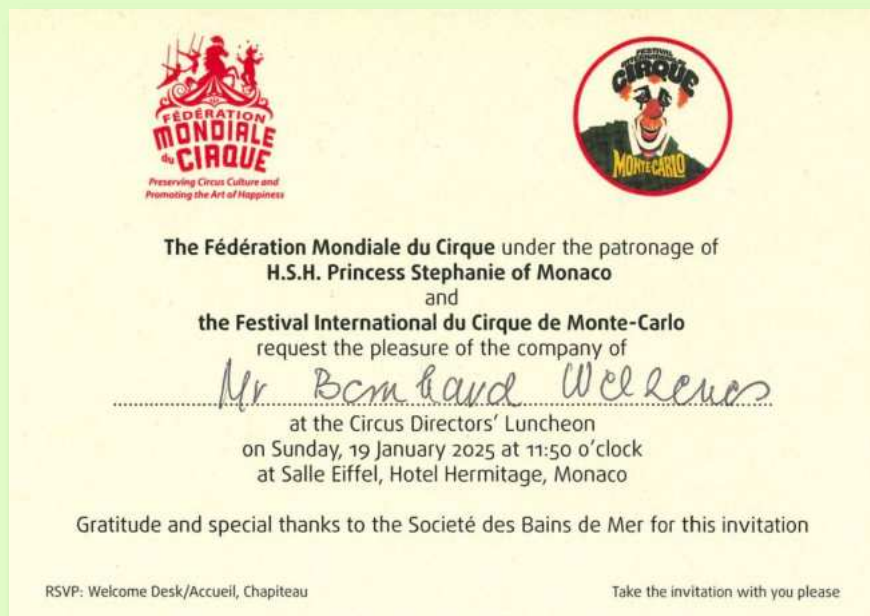 FÉDÉRATION
MONDIALE
du CIRQUE
Preserving Circus Culture and
Promoting the Art of Happiness
FESTIVAL
INTERNATIONAL DU
CIRQUE
MONTE-CARLO
The Fédération Mondiale du Cirque under the patronage of
H.S.H. Princess Stephanie of Monaco
and
the Festival International du Cirque de Monte-Carlo
request the pleasure of the company of
Mr
at the Circus Directors' Luncheon
on Sunday, 19 January 2025 at 11:50 o'clock
at Salle Eiffel, Hotel Hermitage, Monaco
Gratitude and special thanks to the Societé des Bains de Mer for this invitation
RSVP: Welcome Desk/Accueil, Chapiteau
Take the invitation with you please